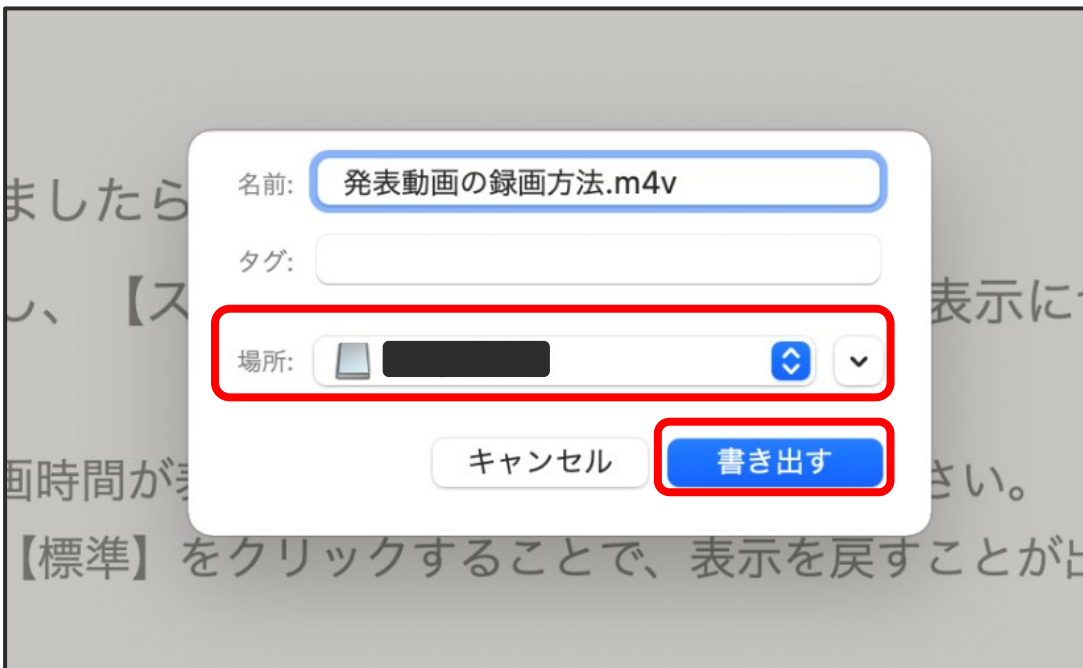 名前: 発表動画の録画方法.m4v
ましたら
タグ:
し、【ス
表示に
場所:
キャンセル 書き出す
画時間が
さい。
【標準】をクリックすることで、表示を戻すことが